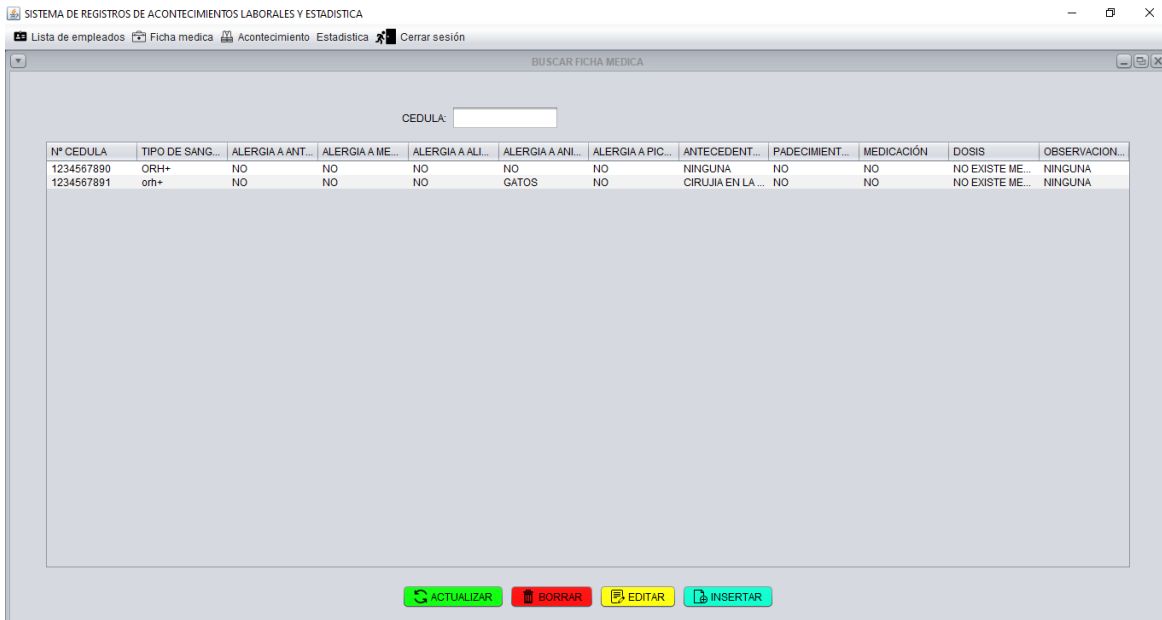 SISTEMA DE REGISTROS DE ACONTECIMIENTOS LABORALES Y ESTADISTICA
Lista de empleados Ficha medica Acontecimiento Estadistica Cerrar sesión
BUSCAR FICHA MEDICA
CEDULA:
Nº CEDULA TIPO DE SANG... ALERGIA A ANT... ALERGIA A ME... ALERGIA A ALI... ALERGIA A ANI... ALERGIA A PIC... ANTECEDENT... PADECIMIENT... MEDICACIÓN DOSIS OBSERVACION...
1234567890 ORH+ NO NO NO NO NO NINGUNA NO NO NO EXISTE ME... NINGUNA
1234567891 orh+ NO NO NO GATOS NO CIRUJIA EN LA ... NO NO NO EXISTE ME... NINGUNA
ACTUALIZAR BORRAR EDITAR INSERTAR